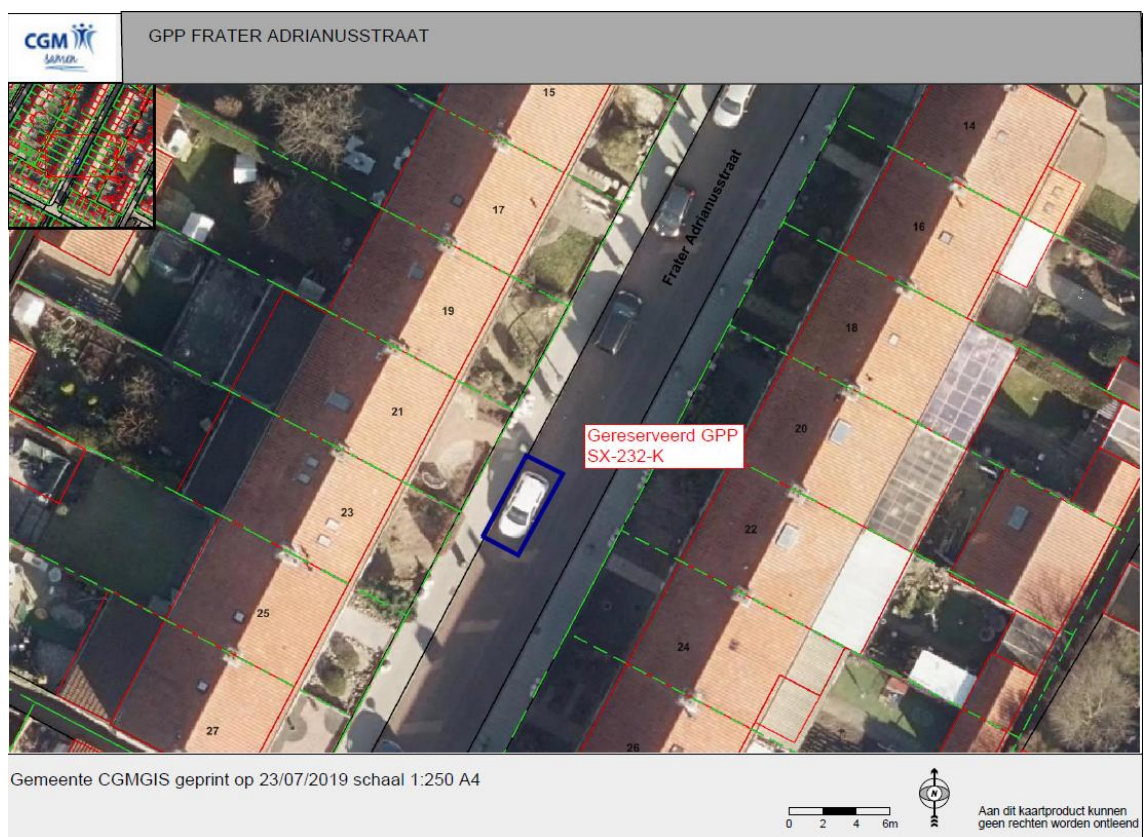 CGM
samen
GPP FRATER ADRIANUSSTRAAT
15
14
17
16
Frater Adrianusstraat
19
18
21
20
Gereserveerd GPP
SX-232-K
23
22
25
24
27
26
Gemeente CGMGIS geprint op 23/07/2019 schaal 1:250 A4
0 2 4 6m
N
Aan dit kaartproduct kunnen
geen rechten worden ontleend